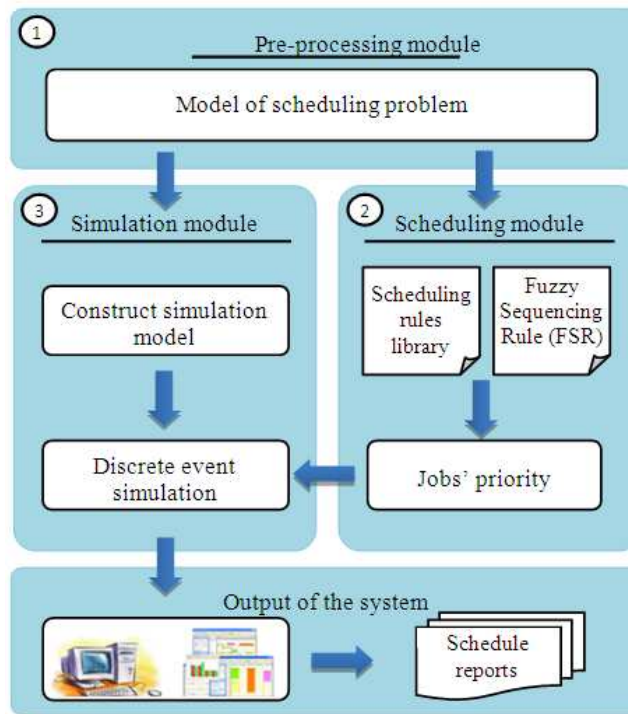 1
Pre-processing module
Model of scheduling problem
3
Simulation module
Construct simulation
model
Discrete event
simulation
2
Scheduling module
Scheduling
rules
library
Fuzzy
Sequencing
Rule (FSR)
Jobs’ priority
Output of the system
Schedule
reports